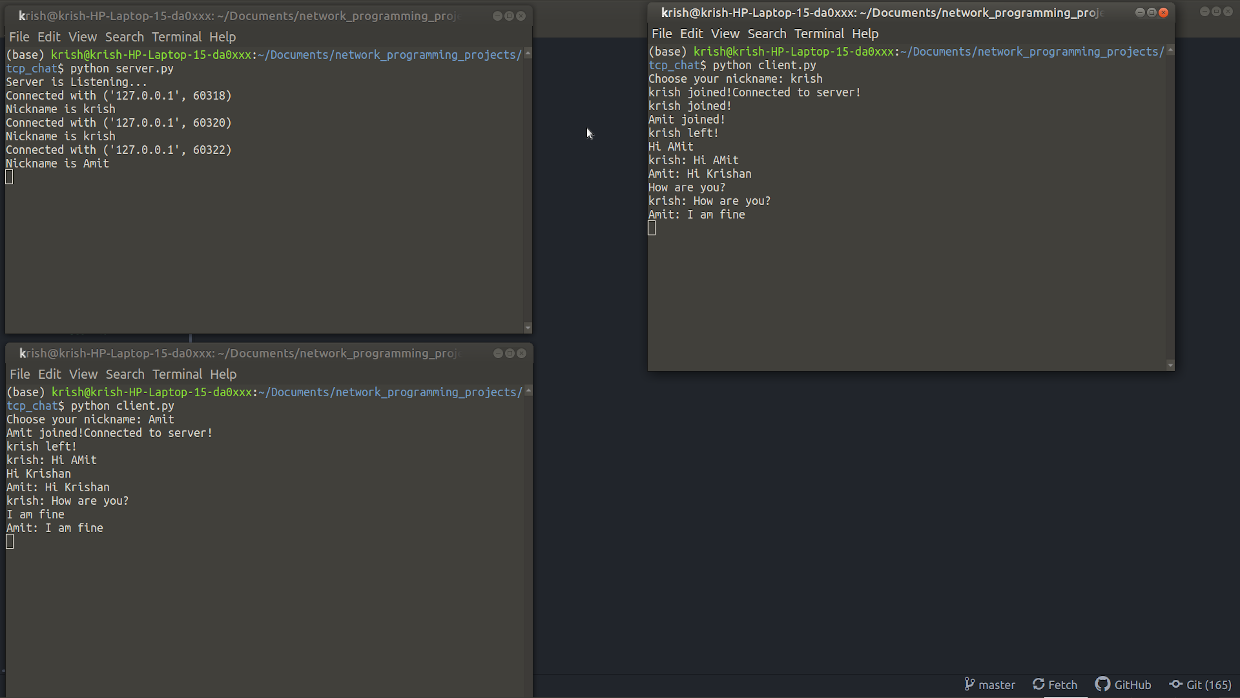 krish@krish-HP-Laptop-15-da0xxx: ~/Documents/network_programming_proj
File Edit View Search Terminal Help
(base) krish@krish-HP-Laptop-15-da0xxx:~/Documents/network_programming_projects/
tcp_chat$ python server.py
Server is Listening...
Connected with ('127.0.0.1', 60318)
Nickname is krish
Connected with ('127.0.0.1', 60320)
Nickname is krish
Connected with ('127.0.0.1', 60322)
Nickname is Amit
krish@krish-HP-Laptop-15-da0xxx: ~/Documents/network_programming_proj
File Edit View Search Terminal Help
(base) krish@krish-HP-Laptop-15-da0xxx:~/Documents/network_programming_projects/
tcp_chat$ python client.py
Choose your nickname: krish
krish joined!Connected to server!
krish joined!
Amit joined!
krish left!
Hi AMit
krish: Hi AMit
Amit: Hi Krishan
How are you?
krish: How are you?
Amit: I am fine
krish@krish-HP-Laptop-15-da0xxx: ~/Documents/network_programming_proj
File Edit View Search Terminal Help
(base) krish@krish-HP-Laptop-15-da0xxx:~/Documents/network_programming_projects/
tcp_chat$ python client.py
Choose your nickname: Amit
Amit joined!Connected to server!
krish left!
krish: Hi AMit
Hi Krishan
Amit: Hi Krishan
krish: How are you?
I am fine
Amit: I am fine
master Fetch GitHub Git (165)